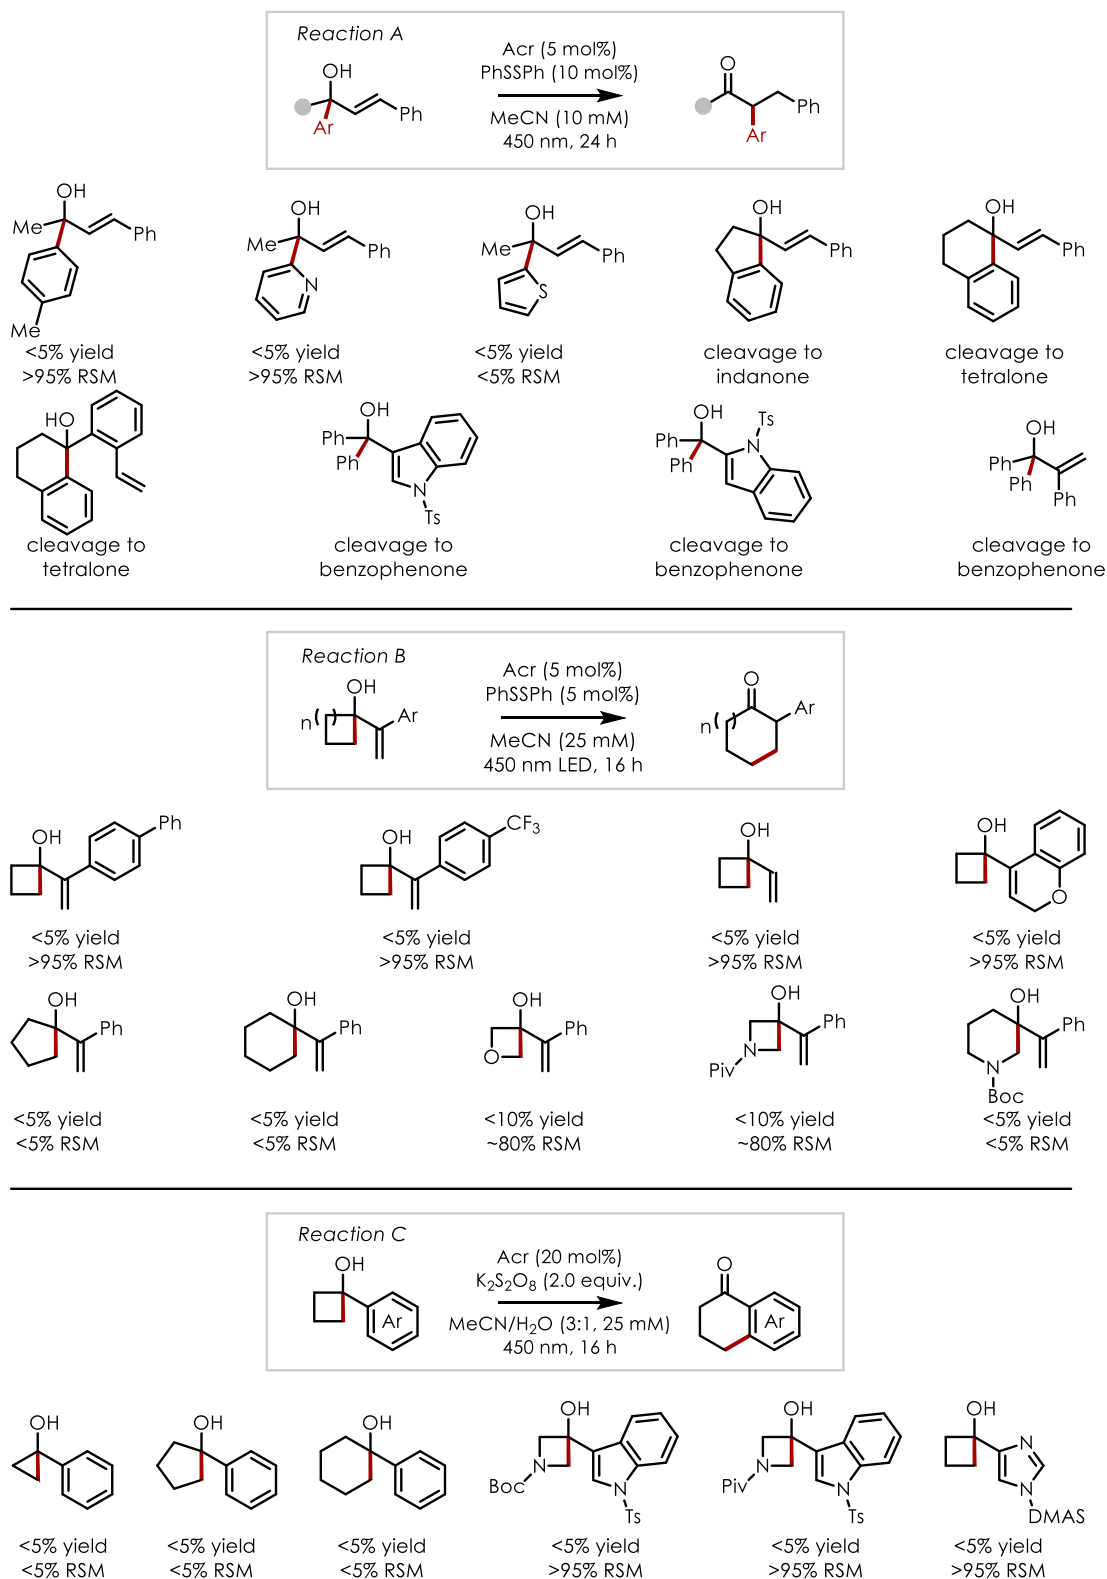 Reaction A
OH
Ar
Ph
Acr (5 mol%)
PhSSPh (10 mol%)
MeCN (10 mM)
450 nm, 24 h
O
Ph
Ar
OH
Me
Ph
Me
<5% yield
>95% RSM
OH
Me
Ph
N
<5% yield
>95% RSM
OH
Me
Ph
S
<5% yield
<5% RSM
OH
Ph
cleavage to
indanone
OH
Ph
cleavage to
tetralone
HO
cleavage to
tetralone
OH
Ph
Ph
N
Ts
cleavage to
benzophenone
OH
Ts
Ph
N
Ph
cleavage to
benzophenone
OH
Ph
Ph
Ph
cleavage to
benzophenone
Reaction B
OH
n
Ar
Acr (5 mol%)
PhSSPh (5 mol%)
MeCN (25 mM)
450 nm LED, 16 h
O
n
Ar
OH
Ph
<5% yield
>95% RSM
OH
CF3
<5% yield
>95% RSM
OH
<5% yield
>95% RSM
OH
O
<5% yield
>95% RSM
OH
Ph
<5% yield
<5% RSM
OH
Ph
<5% yield
<5% RSM
OH
Ph
O
<10% yield
~80% RSM
OH
Ph
N
Piv
<10% yield
~80% RSM
OH
Ph
N
Boc
<5% yield
<5% RSM
Reaction C
OH
Ar
Acr (20 mol%)
K2S2O8 (2.0 equiv.)
MeCN/H2O (3:1, 25 mM)
450 nm, 16 h
O
Ar
OH
<5% yield
<5% RSM
OH
<5% yield
<5% RSM
OH
<5% yield
<5% RSM
OH
N
Boc
N
Ts
<5% yield
>95% RSM
OH
N
Piv
N
Ts
<5% yield
>95% RSM
OH
N
N
DMAS
<5% yield
>95% RSM